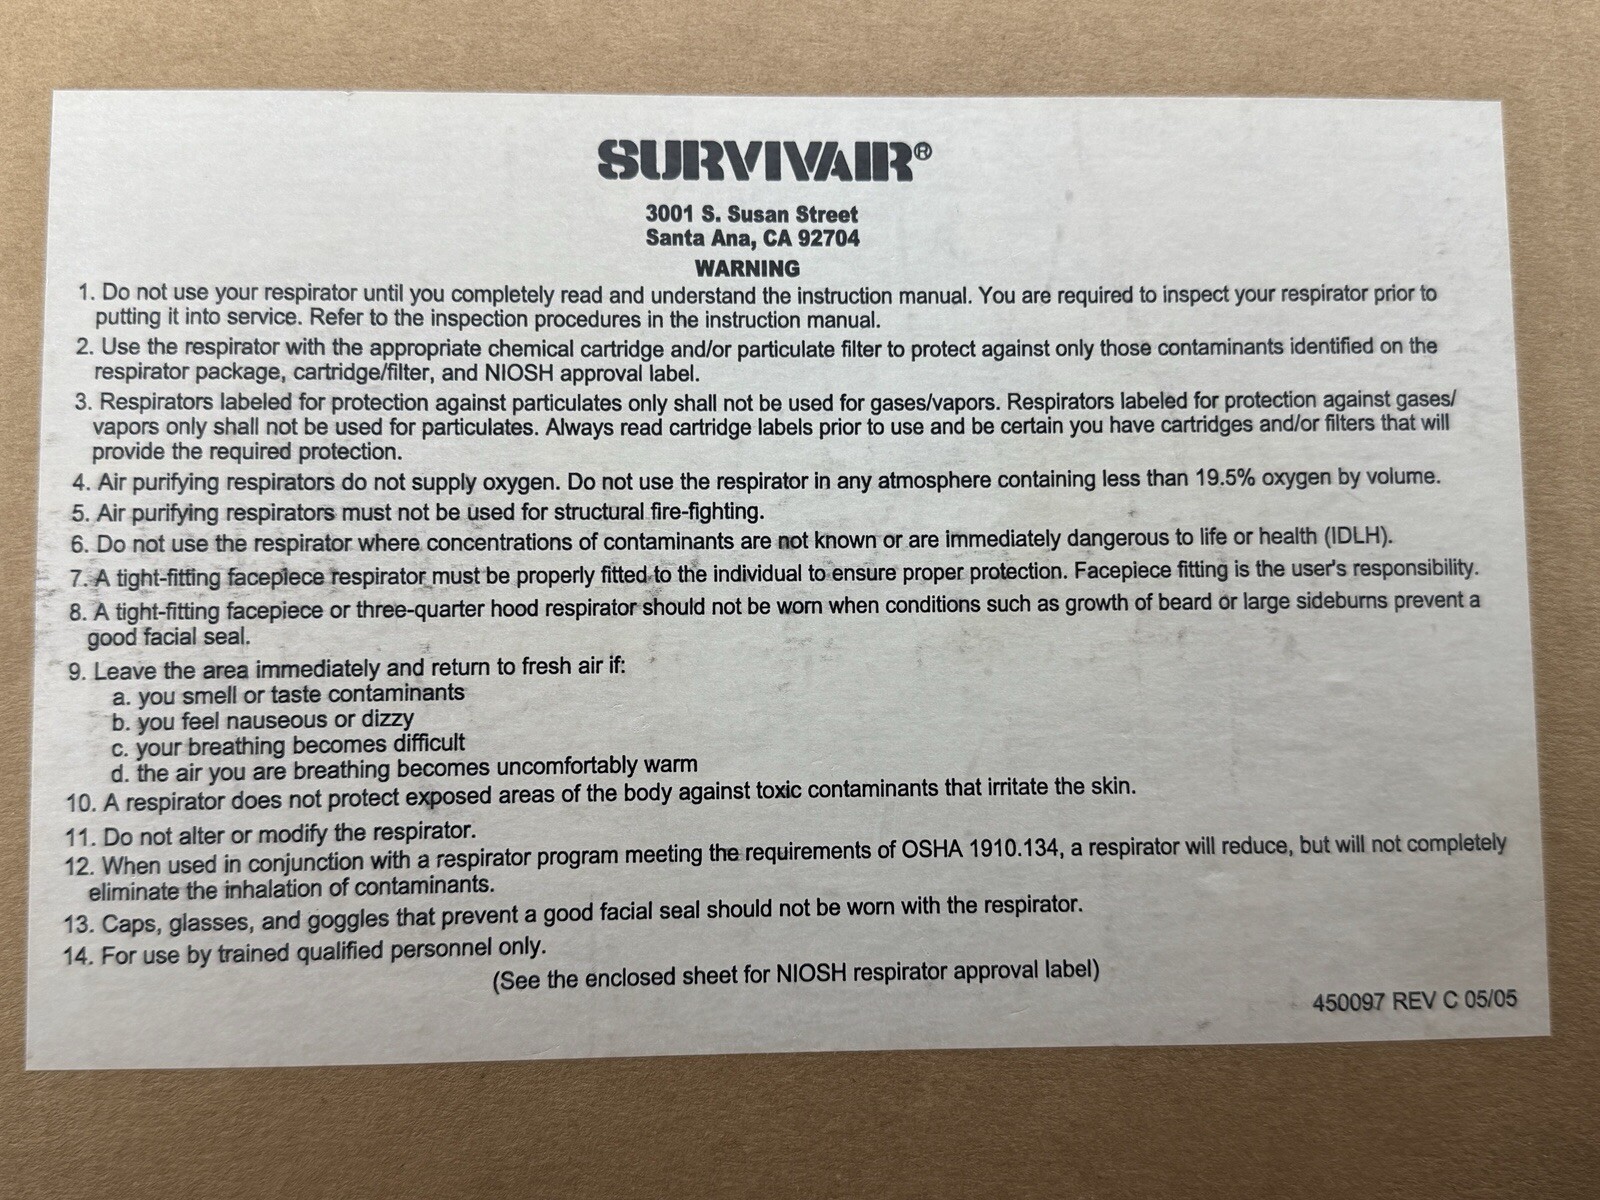 SURVIVAIR®
3001 S. Susan Street
Santa Ana, CA 92704
WARNING
1. Do not use your respirator until you completely read and understand the instruction manual. You are required to inspect your respirator prior to
putting it into service. Refer to the inspection procedures in the instruction manual.
2. Use the respirator with the appropriate chemical cartridge and/or particulate filter to protect against only those contaminants identified on the
respirator package, cartridge/filter, and NIOSH approval label.
3. Respirators labeled for protection against particulates only shall not be used for gases/vapors. Respirators labeled for protection against gases/
vapors only shall not be used for particulates. Always read cartridge labels prior to use and be certain you have cartridges and/or filters that will
provide the required protection.
4. Air purifying respirators do not supply oxygen. Do not use the respirator in any atmosphere containing less than 19.5% oxygen by volume.
5. Air purifying respirators must not be used for structural fire-fighting.
6. Do not use the respirator where concentrations of contaminants are not known or are immediately dangerous to life or health (IDLH).
7. A tight-fitting facepiece respirator must be properly fitted to the individual to ensure proper protection. Facepiece fitting is the user's responsibility.
8. A tight-fitting facepiece or three-quarter hood respirator should not be worn when conditions such as growth of beard or large sideburns prevent a
good facial seal.
9. Leave the area immediately and return to fresh air if:
a. you smell or taste contaminants
b. you feel nauseous or dizzy
c. your breathing becomes difficult
d. the air you are breathing becomes uncomfortably warm
10. A respirator does not protect exposed areas of the body against toxic contaminants that irritate the skin.
11. Do not alter or modify the respirator.
12. When used in conjunction with a respirator program meeting the requirements of OSHA 1910.134, a respirator will reduce, but will not completely
eliminate the inhalation of contaminants.
13. Caps, glasses, and goggles that prevent a good facial seal should not be worn with the respirator.
14. For use by trained qualified personnel only.
(See the enclosed sheet for NIOSH respirator approval label)
450097 REV C 05/05